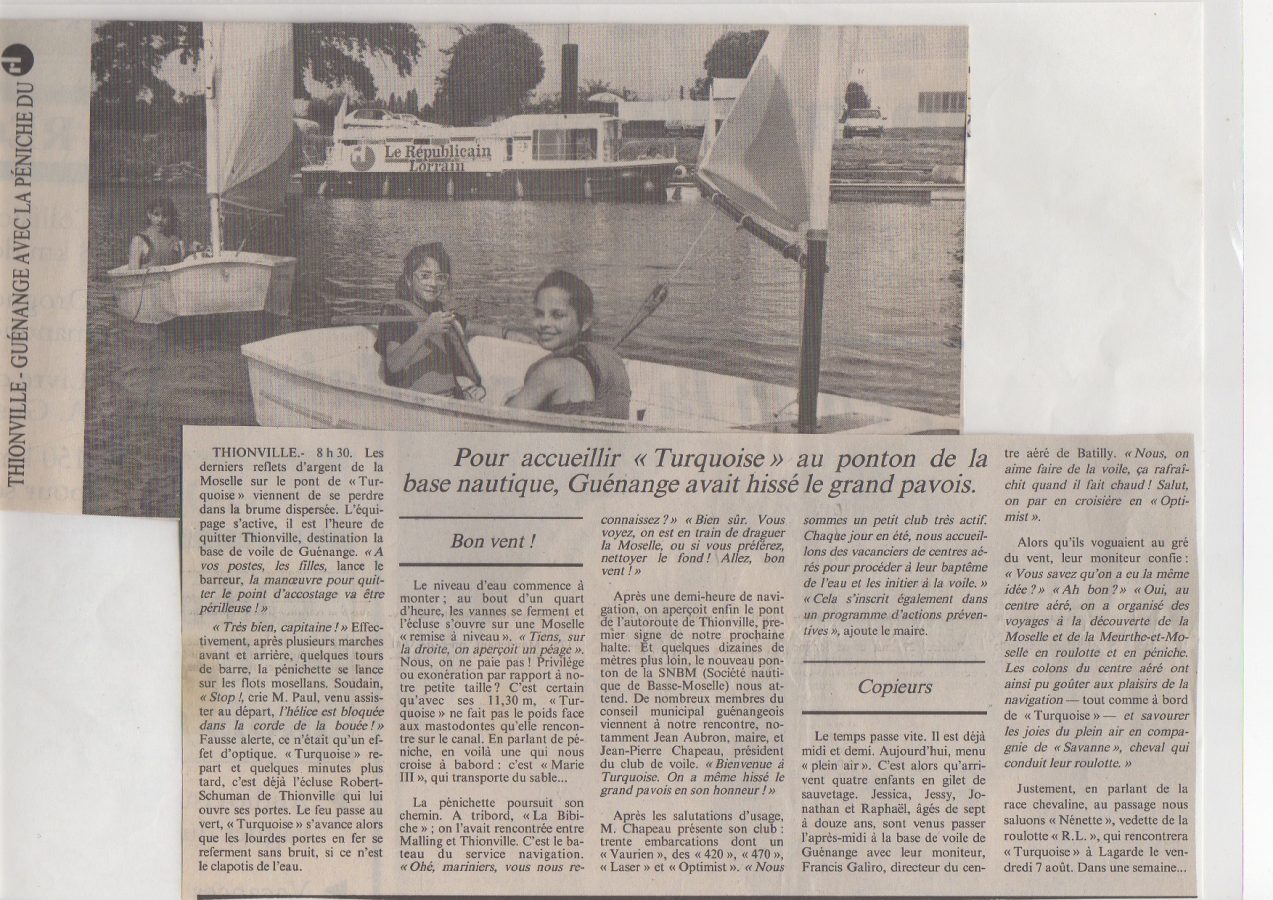 THIONVILLE.- GUÉNANGE AVEC LA PÉNICHE DU
Le Républicain
Lorrain
Pour accueillir « Turquoise » au ponton de la
base nautique, Guénange avait hissé le grand pavois.
THIONVILLE.- 8 h 30. Les
derniers reflets d'argent de la
Moselle sur le pont de « Tur-
quoise » viennent de se perdre
dans la brume dispersée. L'équi-
page s'active, il est l'heure de
quitter Thionville, destination la
base de voile de Guénange. « A
vos postes, les filles, lance le
barreur, la manœuvre pour quit-
ter le point d'accostage va être
périlleuse ! »
« Très bien, capitaine ! » Effec-
tivement, après plusieurs marches
avant et arrière, quelques tours
de barre, la pénichette se lance
sur les flots mosellans. Soudain,
« Stop !, crie M. Paul, venu assis-
ter au départ, l'hélice est bloquée
dans la corde de la bouée ! »
Fausse alerte, ce n'était qu'un ef-
fet d'optique. « Turquoise » re-
part et quelques minutes plus
tard, c'est déjà l'écluse Robert-
Schuman de Thionville qui lui
ouvre ses portes. Le feu passe au
vert, « Turquoise » s'avance alors
que les lourdes portes en fer se
referment sans bruit, si ce n'est
le clapotis de l'eau.
Bon vent !
Le niveau d'eau commence à
monter ; au bout d'un quart
d'heure, les vannes se ferment et
l'écluse s'ouvre sur une Moselle
« remise à niveau ». « Tiens, sur
la droite, on aperçoit un péage ».
Nous, on ne paie pas ! Privilège
ou exonération par rapport à no-
tre petite taille ? C'est certain
qu'avec ses 11,30 m, « Tur-
quoise » ne fait pas le poids face
aux mastodontes qu'elle rencon-
tre sur le canal. En parlant de pé-
niche, en voilà une qui nous
croise à babord : c'est « Marie
III », qui transporte du sable...
La pénichette poursuit son
chemin. A tribord, « La Bibi-
che » ; on l'avait rencontrée entre
Malling et Thionville. C'est le ba-
teau du service navigation.
« Ohé, mariniers, vous nous re-
connaissez ? » « Bien sûr. Vous
voyez, on est en train de draguer
la Moselle, ou si vous préférez,
nettoyer le fond ! Allez, bon
vent ! »
Après une demi-heure de na-
vigation, on aperçoit enfin le pont
de l'autoroute de Thionville, pre-
mier signe de notre prochaine
halte. Et quelques dizaines de
mètres plus loin, le nouveau pon-
ton de la SNBM (Société nauti-
que de Basse-Moselle) nous at-
tend. De nombreux membres du
conseil municipal guénangeois
viennent à notre rencontre, no-
tamment Jean Aubron, maire, et
Jean-Pierre Chapeau, président
du club de voile. « Bienvenue à
Turquoise. On a même hissé le
grand pavois en son honneur ! »
Après les salutations d'usage,
M. Chapeau présente son club :
trente embarcations dont un
« Vaurien », des « 420 », « 470 »,
« Laser » et « Optimist ». « Nous
sommes un petit club très actif.
Chaque jour en été, nous accueil-
lons des vacanciers de centres aé-
rés pour procéder à leur baptême
de l'eau et les initier à la voile. »
« Cela s'inscrit également dans
un programme d'actions préven-
tives », ajoute le maire.
Copieurs
Le temps passe vite. Il est déjà
midi et demi. Aujourd'hui, menu
« plein air ». C'est alors qu'arri-
vent quatre enfants en gilet de
sauvetage. Jessica, Jessy, Jo-
nathan et Raphaël, âgés de sept
à douze ans, sont venus passer
l'après-midi à la base de voile de
Guénange avec leur moniteur,
Francis Galiro, directeur du cen-
tre aéré de Batilly. « Nous, on
aime faire de la voile, ça rafraî-
chit quand il fait chaud ! Salut,
on par en croisière en « Opti-
mist ».
Alors qu'ils voguaient au gré
du vent, leur moniteur confie :
« Vous savez qu'on a eu la même
idée ? » « Ah bon ? » « Oui, au
centre aéré, on a organisé des
voyages à la découverte de la
Moselle et de la Meurthe-et-Mo-
selle en roulotte et en péniche.
Les colons du centre aéré ont
ainsi pu goûter aux plaisirs de la
navigation — tout comme à bord
de « Turquoise » — et savourer
les joies du plein air en compa-
gnie de « Savanne », cheval qui
conduit leur roulotte. »
Justement, en parlant de la
race chevaline, au passage nous
saluons « Nénette », vedette de la
roulotte « R.L. », qui rencontrera
« Turquoise » à Lagarde le ven-
dredi 7 août. Dans une semaine...